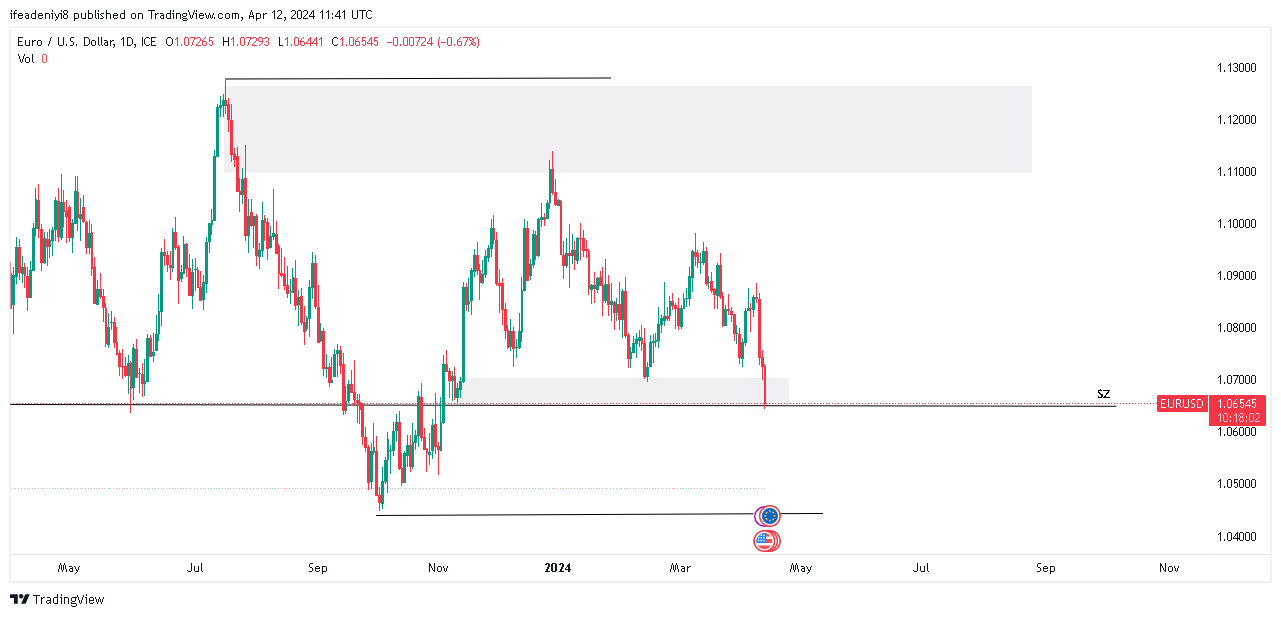 ifeadeniyi8 published on TradingView.com, Apr 12, 2024 11:41 UTC
Euro / U.S. Dollar, 1D, ICE O1.07265 H1.07293 L1.06441 C1.06545 −0.00724 (−0.67%)
Vol 0
1.13000
1.12000
1.11000
1.10000
1.09000
1.08000
1.07000
SZ
EURUSD 1.06545
10:18:02
1.06000
1.05000
1.04000
May Jul Sep Nov 2024 Mar May Jul Sep Nov
TradingView